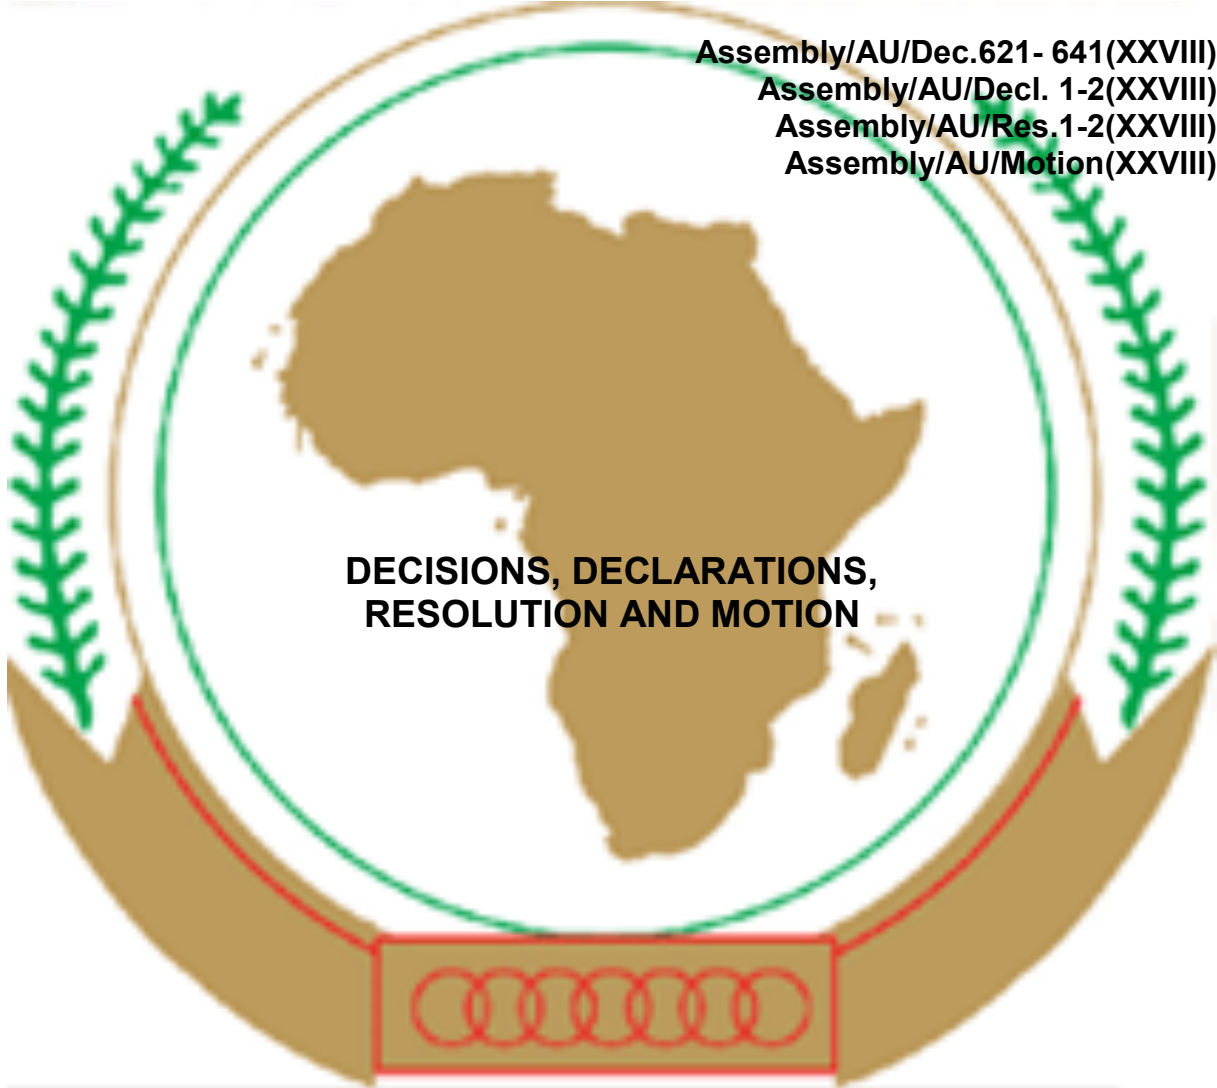 Assembly/AU/Dec.621- 641(XXVIII)
Assembly/AU/Decl. 1-2(XXVIII)
Assembly/AU/Res.1-2(XXVIII)
Assembly/AU/Motion(XXVIII)
DECISIONS, DECLARATIONS,
RESOLUTION AND MOTION